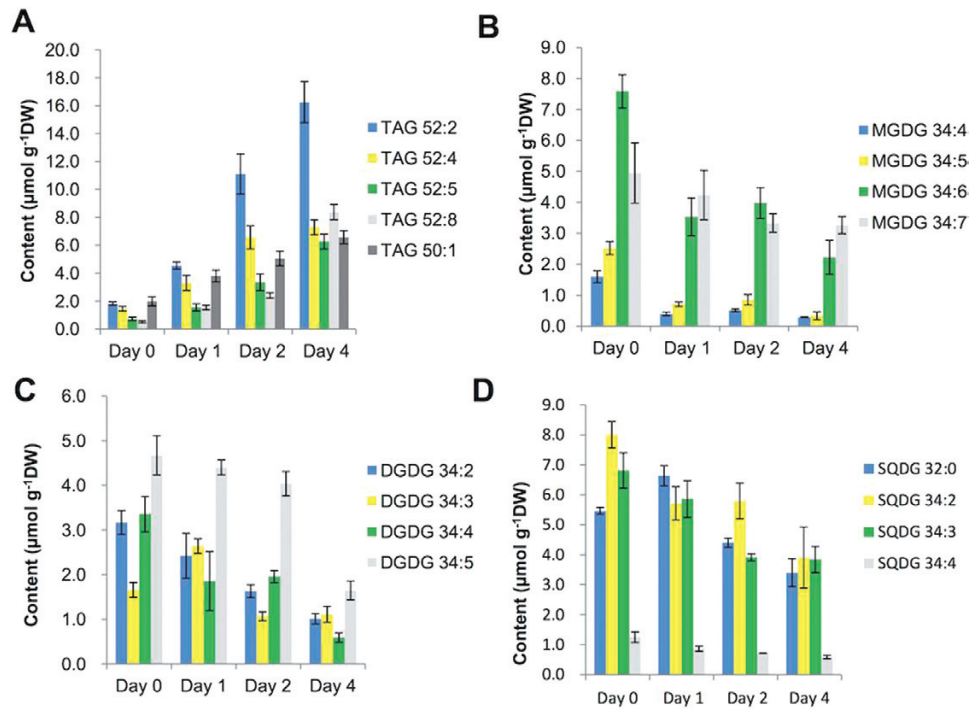 A
Content (µmol g⁻¹DW)
20.0
18.0
16.0
14.0
12.0
10.0
8.0
6.0
4.0
2.0
0.0
Day 0 Day 1 Day 2 Day 4
TAG 52:2
TAG 52:4
TAG 52:5
TAG 52:8
TAG 50:1
B
Content (µmol g⁻¹DW)
9.0
8.0
7.0
6.0
5.0
4.0
3.0
2.0
1.0
0.0
Day 0 Day 1 Day 2 Day 4
MGDG 34:4
MGDG 34:5
MGDG 34:6
MGDG 34:7
C
Content (µmol g⁻¹DW)
6.0
5.0
4.0
3.0
2.0
1.0
0.0
Day 0 Day 1 Day 2 Day 4
DGDG 34:2
DGDG 34:3
DGDG 34:4
DGDG 34:5
D
Content (µmol g⁻¹DW)
9.0
8.0
7.0
6.0
5.0
4.0
3.0
2.0
1.0
0.0
Day 0 Day 1 Day 2 Day 4
SQDG 32:0
SQDG 34:2
SQDG 34:3
SQDG 34:4